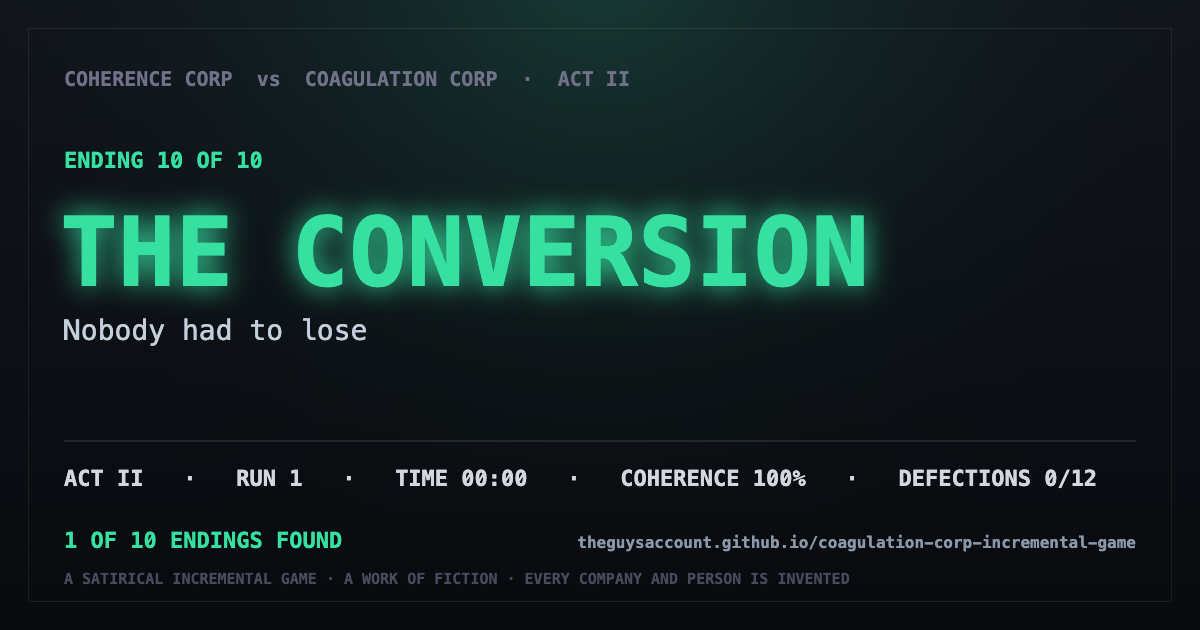 COHERENCE CORP vs COAGULATION CORP · ACT II
ENDING 10 OF 10
THE CONVERSION
Nobody had to lose
ACT II · RUN 1 · TIME 00:00 · COHERENCE 100% · DEFECTIONS 0/12
1 OF 10 ENDINGS FOUND
theguysaccount.github.io/coagulation-corp-incremental-game
A SATIRICAL INCREMENTAL GAME · A WORK OF FICTION · EVERY COMPANY AND PERSON IS INVENTED